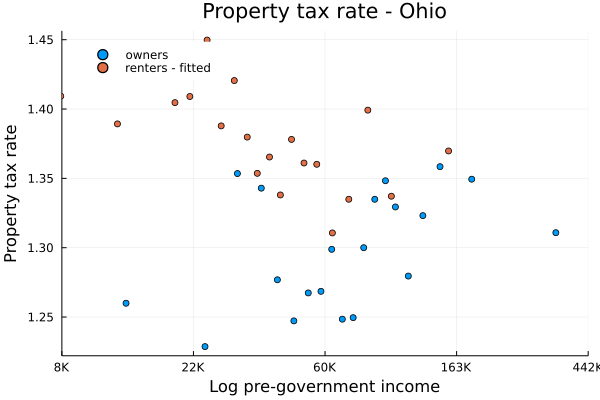 Property tax rate - Ohio
1.45
owners
renters - fitted
1.40
1.35
1.30
1.25
Property tax rate
8K 22K 60K 163K 442K
Log pre-government income